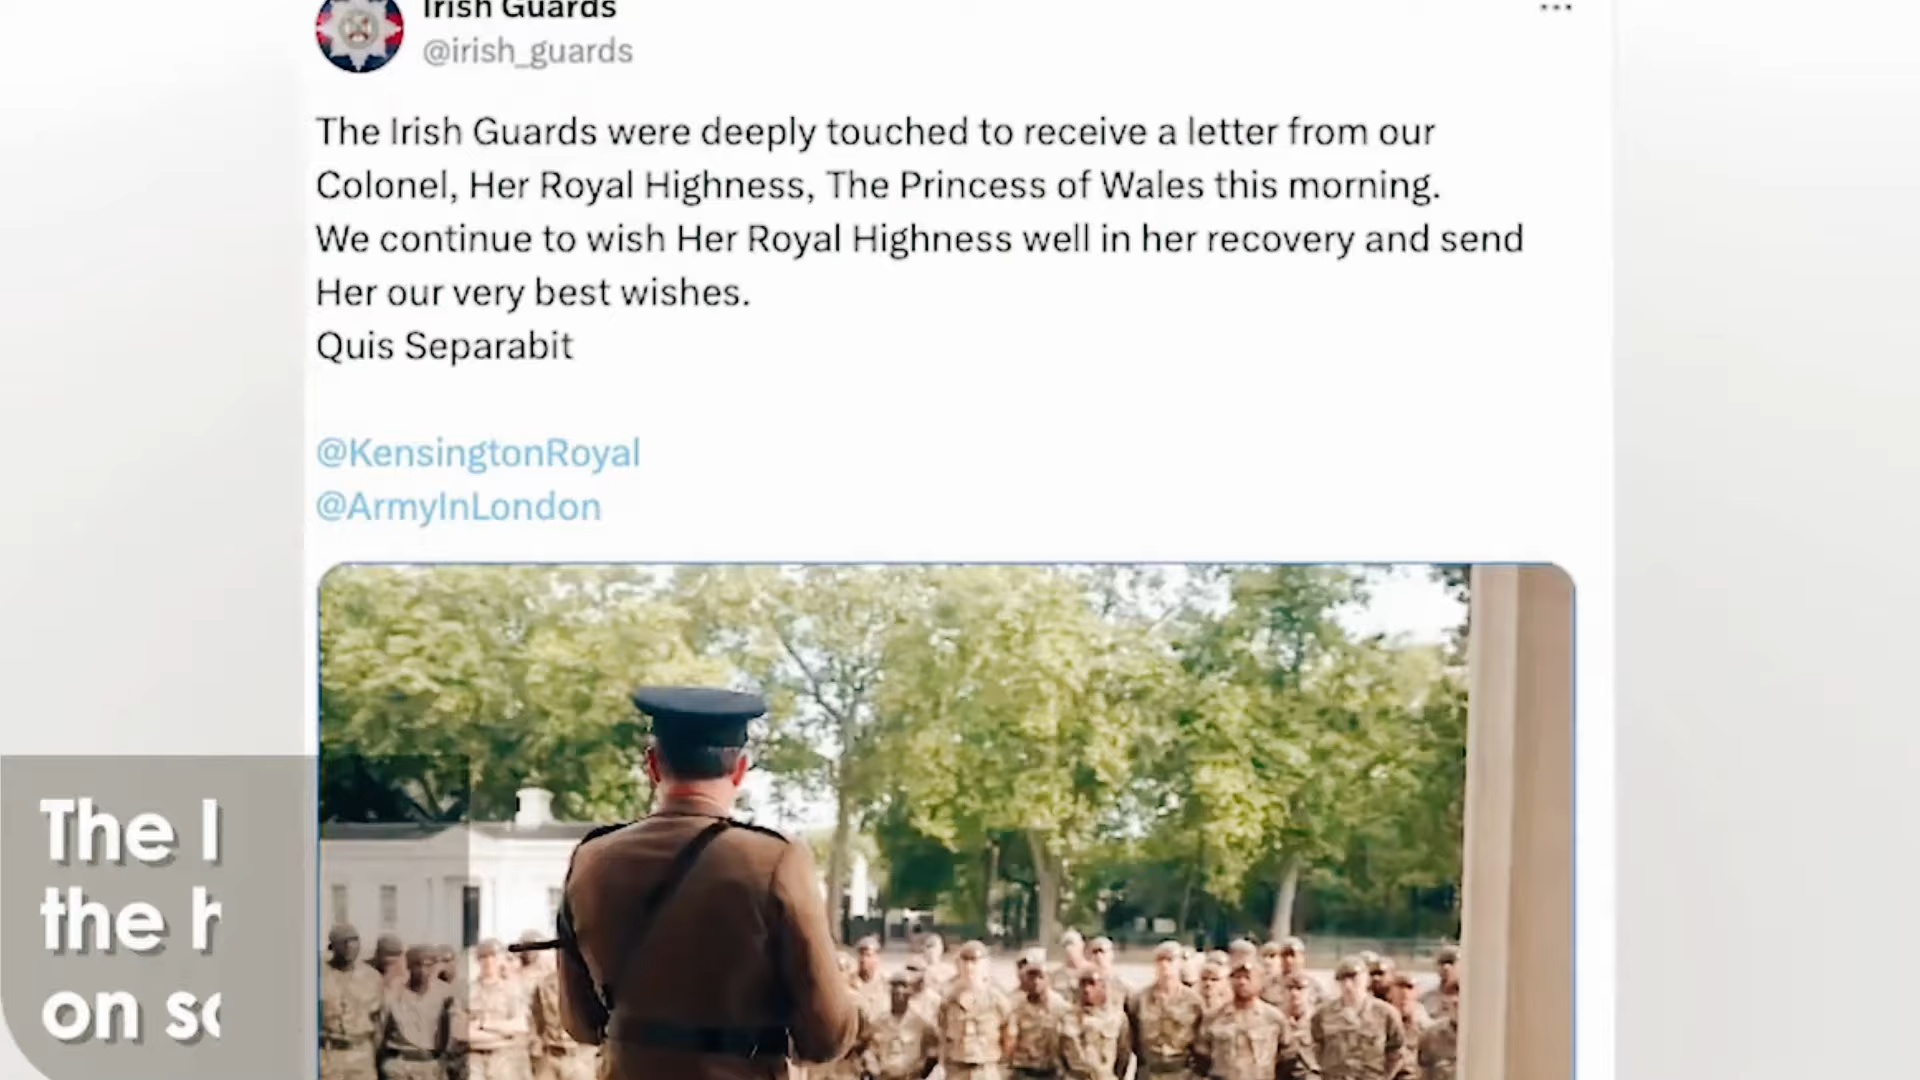 Irish Guards
@irish_guards
The Irish Guards were deeply touched to receive a letter from our
Colonel, Her Royal Highness, The Princess of Wales this morning.
We continue to wish Her Royal Highness well in her recovery and send
Her our very best wishes.
Quis Separabit
@KensingtonRoyal
@ArmyInLondon
The
the
on